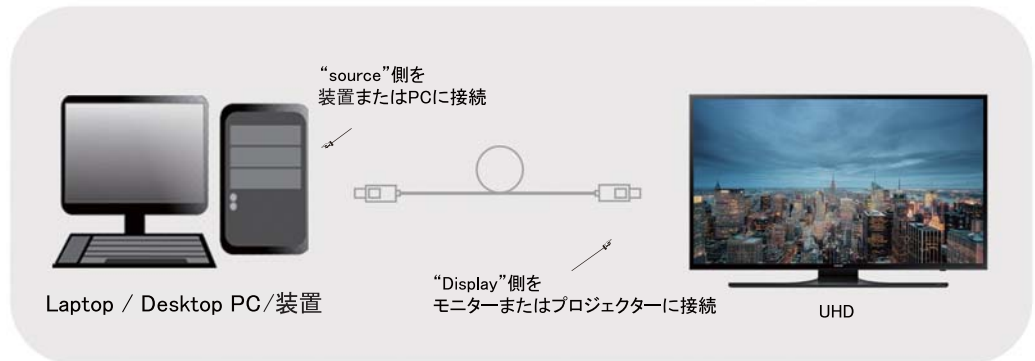 “source”側を
装置またはPCに接続
“Display”側を
モニターまたはプロジェクターに接続
Laptop / Desktop PC/装置
UHD